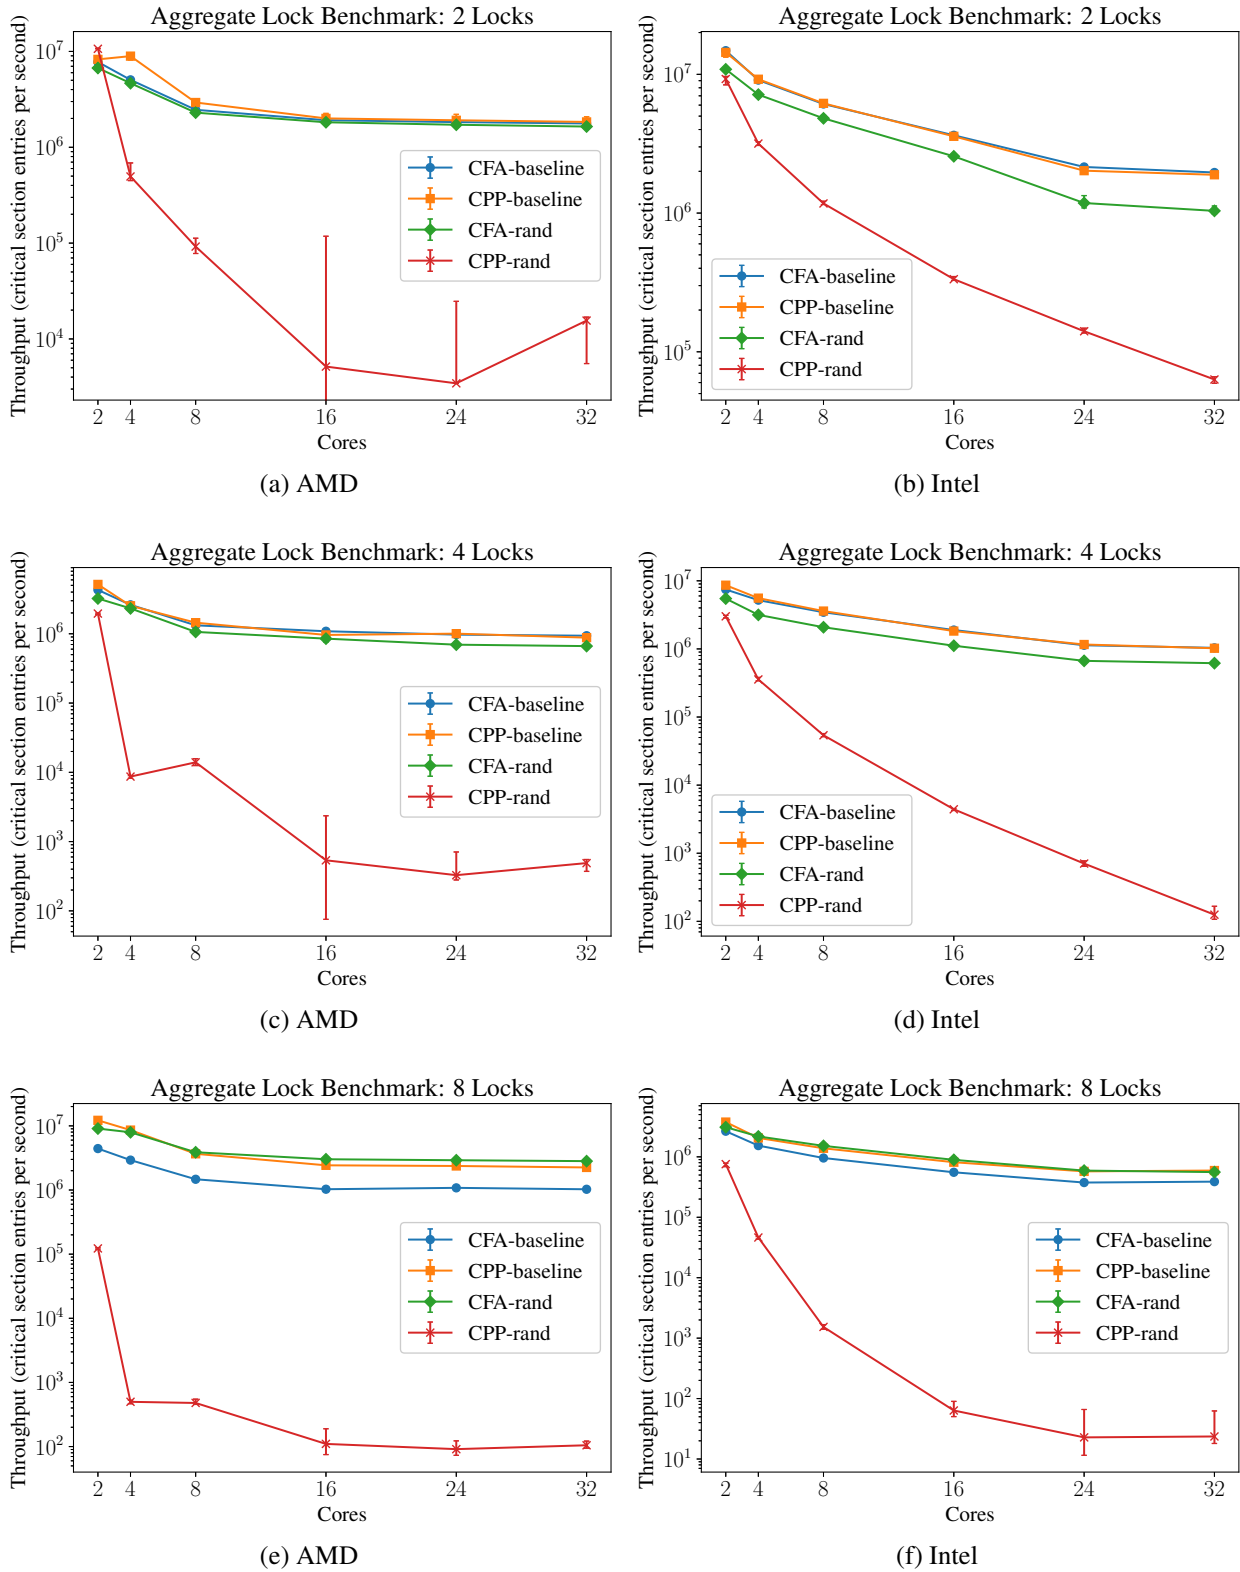 Aggregate Lock Benchmark: 2 Locks
Throughput (critical section entries per second)
10^7
10^6
10^5
10^4
CFA-baseline
CPP-baseline
CFA-rand
CPP-rand
2 4 8 16 24 32
Cores
(a) AMD
Aggregate Lock Benchmark: 2 Locks
Throughput (critical section entries per second)
10^7
10^6
10^5
CFA-baseline
CPP-baseline
CFA-rand
CPP-rand
2 4 8 16 24 32
Cores
(b) Intel
Aggregate Lock Benchmark: 4 Locks
Throughput (critical section entries per second)
10^6
10^5
10^4
10^3
10^2
CFA-baseline
CPP-baseline
CFA-rand
CPP-rand
2 4 8 16 24 32
Cores
(c) AMD
Aggregate Lock Benchmark: 4 Locks
Throughput (critical section entries per second)
10^7
10^6
10^5
10^4
10^3
10^2
CFA-baseline
CPP-baseline
CFA-rand
CPP-rand
2 4 8 16 24 32
Cores
(d) Intel
Aggregate Lock Benchmark: 8 Locks
Throughput (critical section entries per second)
10^7
10^6
10^5
10^4
10^3
10^2
CFA-baseline
CPP-baseline
CFA-rand
CPP-rand
2 4 8 16 24 32
Cores
(e) AMD
Aggregate Lock Benchmark: 8 Locks
Throughput (critical section entries per second)
10^6
10^5
10^4
10^3
10^2
10^1
CFA-baseline
CPP-baseline
CFA-rand
CPP-rand
2 4 8 16 24 32
Cores
(f) Intel